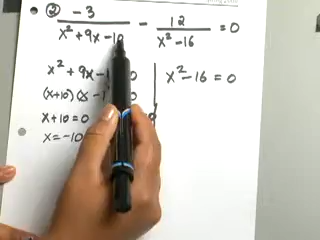 ② -3 / x² + 9x - 10 - 12 / x² - 16 = 0
x² + 9x - 1 0
x² - 16 = 0
(x+10)(x - 1
x + 10 = 0
x = -10